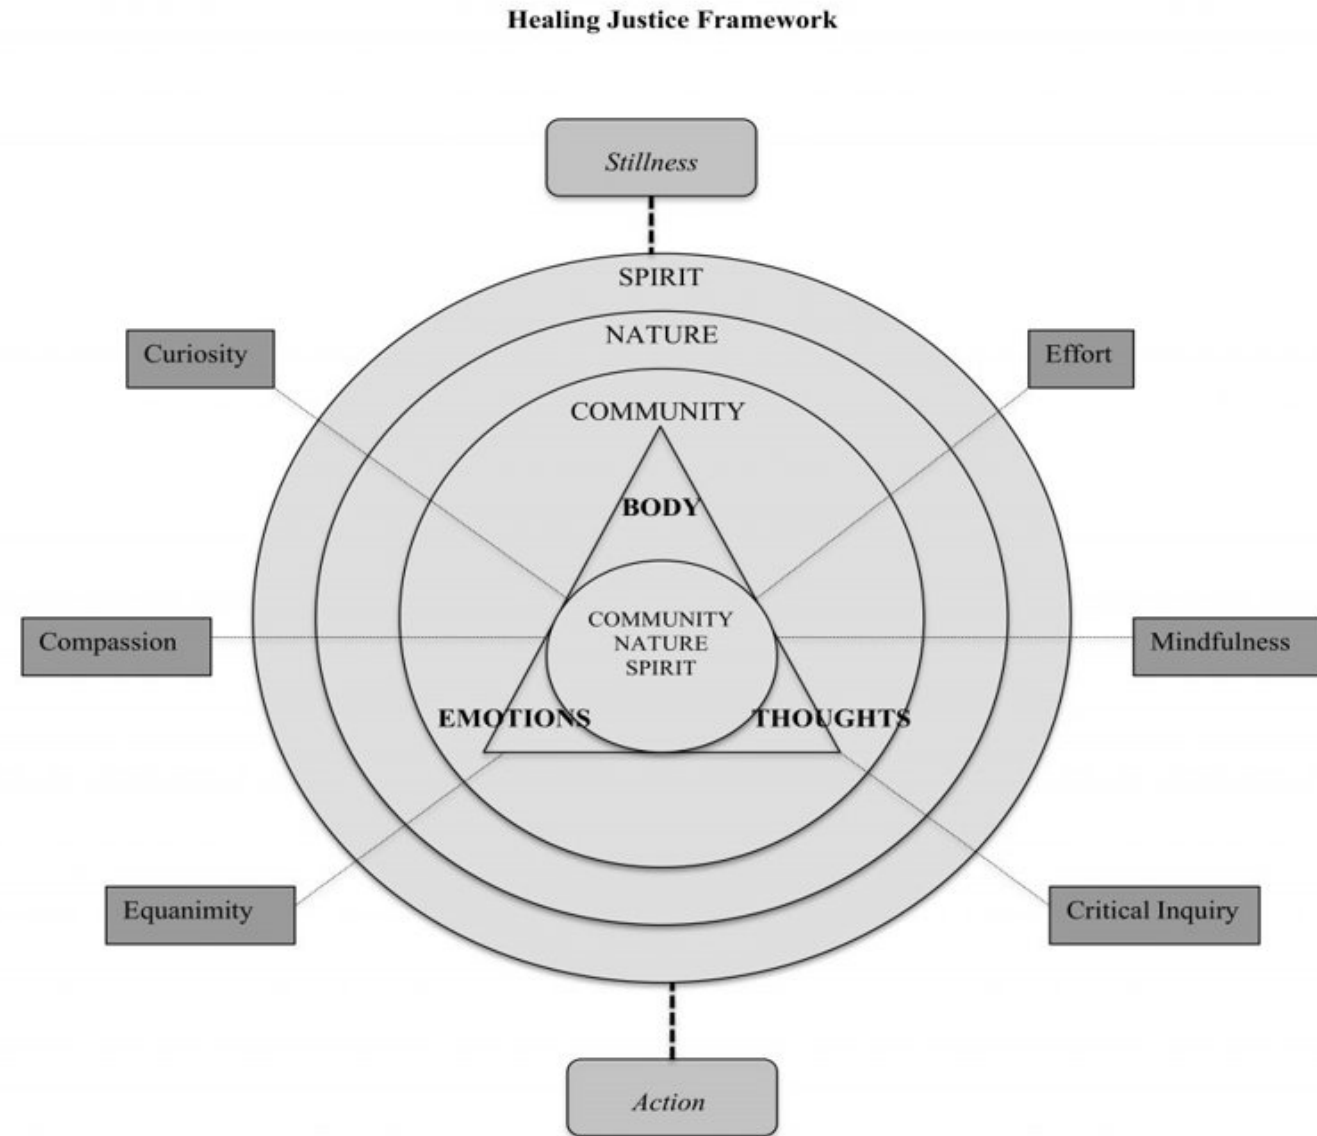 Healing Justice Framework
Stillness
SPIRIT
NATURE
Curiosity
Effort
COMMUNITY
BODY
COMMUNITY
NATURE
SPIRIT
Compassion
Mindfulness
EMOTIONS
THOUGHTS
Equanimity
Critical Inquiry
Action